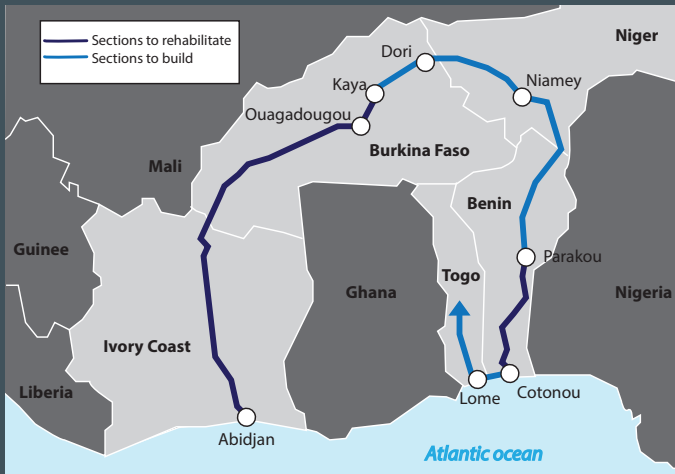 Sections to rehabilitate
Sections to build
Niger
Dori
Kaya
Niamey
Ouagadougou
Burkina Faso
Mali
Benin
Guinee
Parakou
Togo
Ghana
Nigeria
Ivory Coast
Liberia
Lome
Cotonou
Abidjan
Atlantic ocean